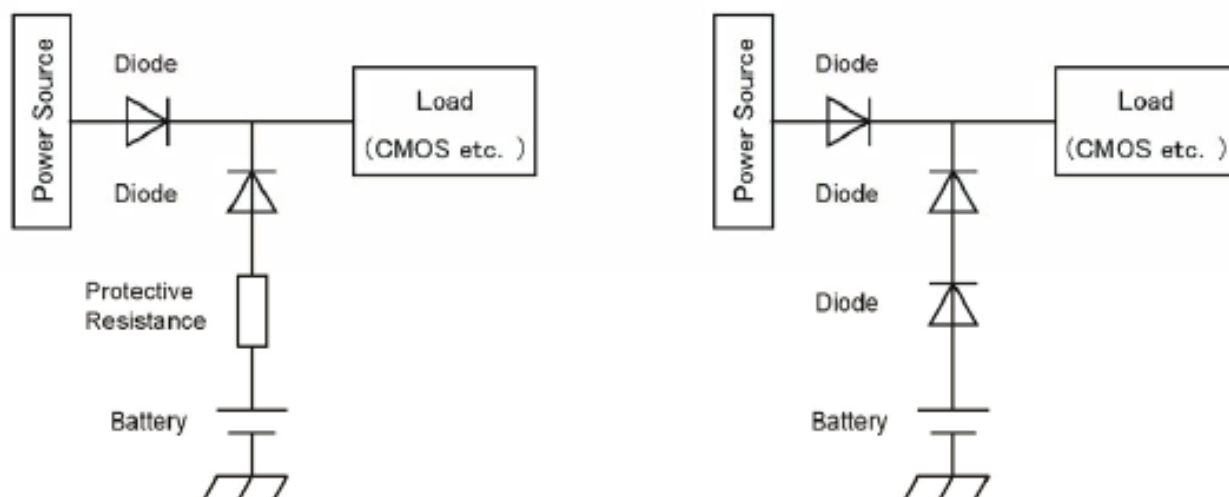 Power Source
Diode
Load
(CMOS etc. )
Diode
Protective
Resistance
Battery
Power Source
Diode
Load
(CMOS etc. )
Diode
Diode
Battery